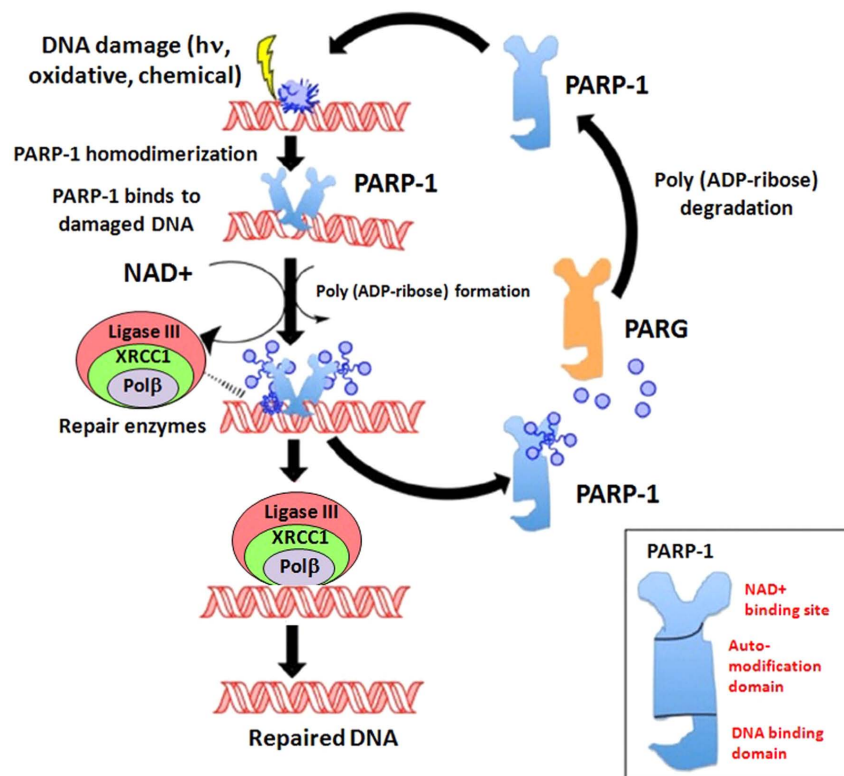 DNA damage (hν,
oxidative, chemical)
PARP-1
PARP-1 homodimerization
PARP-1 binds to
damaged DNA
PARP-1
Poly (ADP-ribose)
degradation
NAD+
Poly (ADP-ribose) formation
PARG
Ligase III
XRCC1
Polβ
Repair enzymes
PARP-1
Ligase III
XRCC1
Polβ
Repaired DNA
PARP-1
NAD+
binding site
Auto-
modification
domain
DNA binding
domain